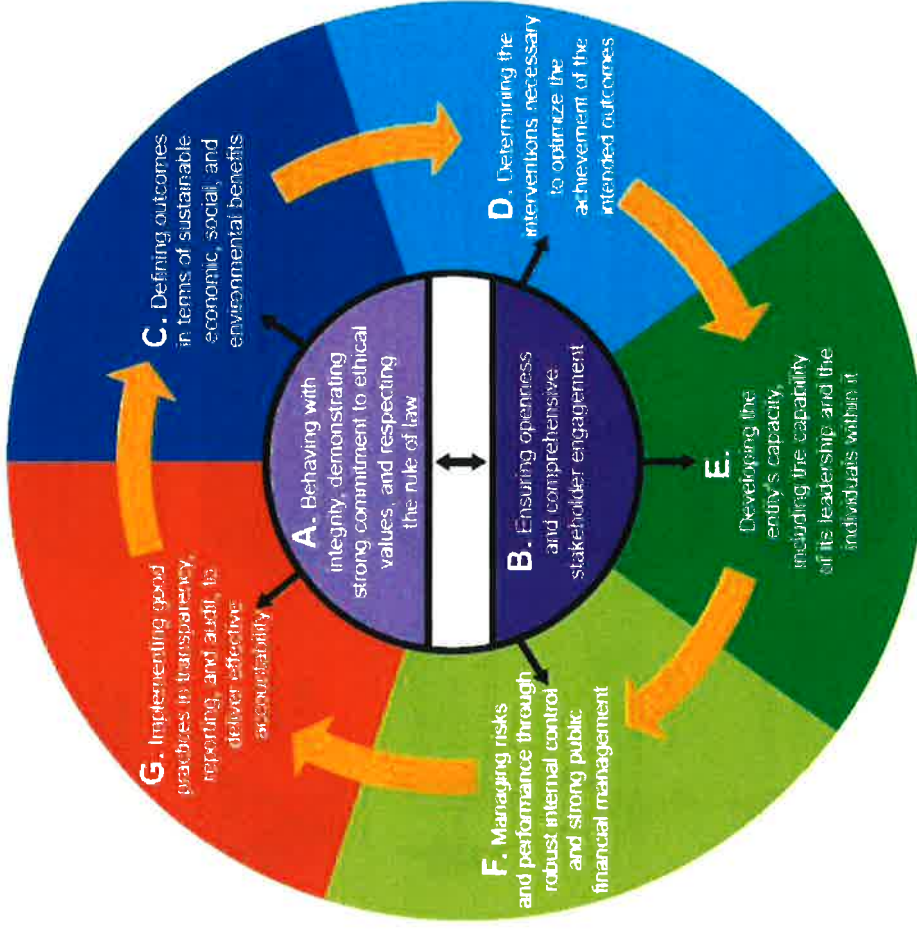 A. Behaving with
integrity, demonstrating
strong commitment to ethical
values, and respecting
the rule of law
B. Ensuring openness
and comprehensive
stakeholder engagement
C. Defining outcomes
in terms of sustainable
economic, social, and
environmental benefits
D. Determining the
interventions necessary
to optimize the
achievement of the
intended outcomes
E.
Developing the
entity's capacity,
including the capability
of its leadership and the
individuals within it
F. Managing risks
and performance through
robust internal control
and strong public
financial management
G. Implementing good
practices in transparency,
reporting, and audit, to
deliver effective
accountability